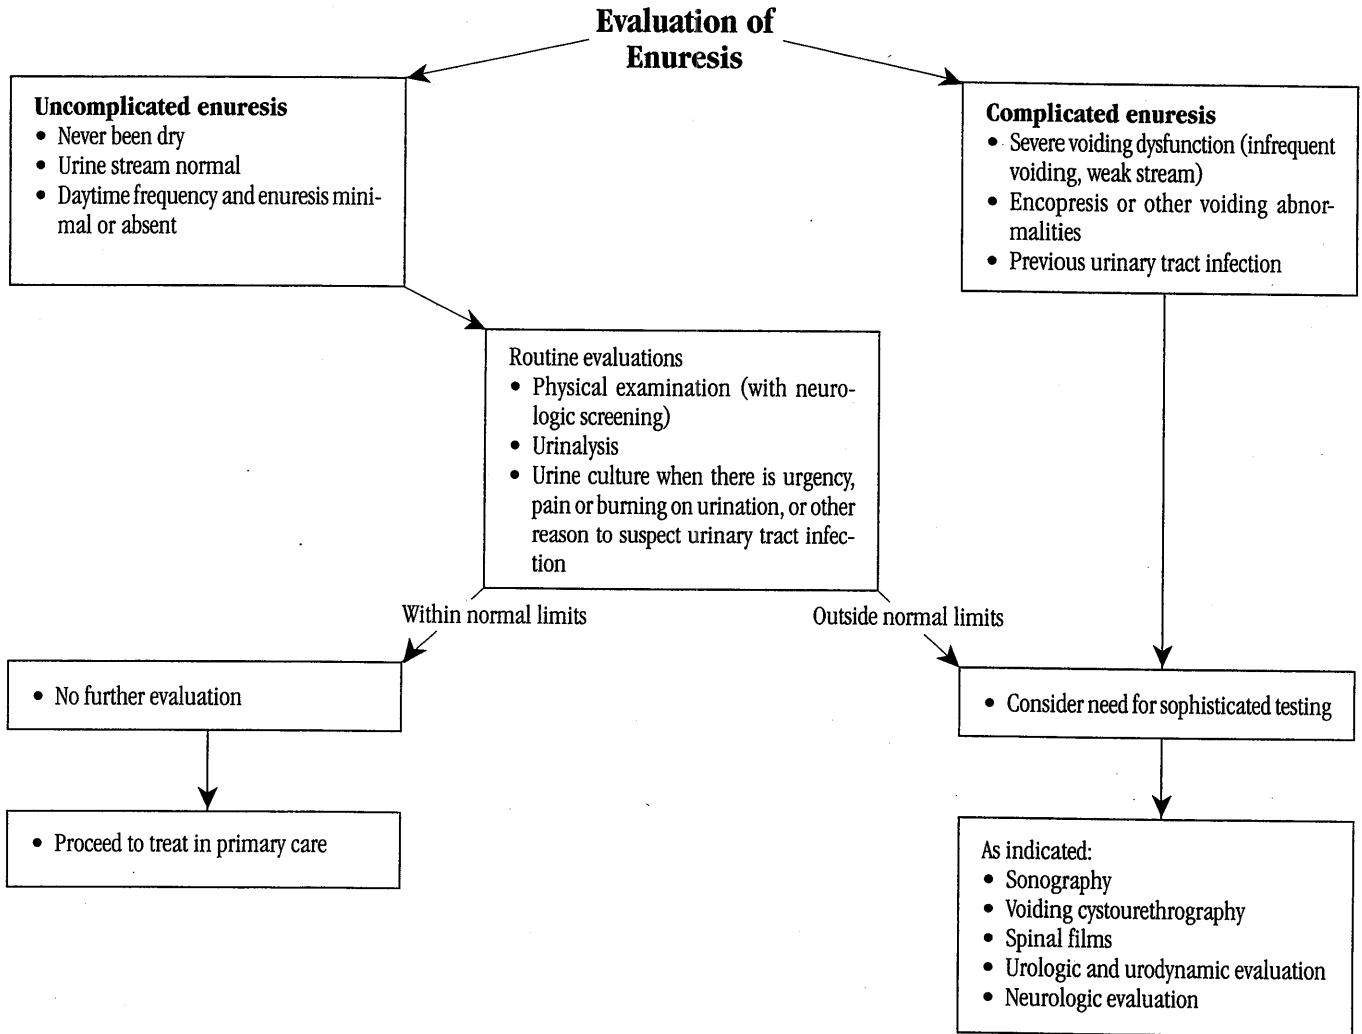 Evaluation of
Enuresis
Uncomplicated enuresis
• Never been dry
• Urine stream normal
• Daytime frequency and enuresis mini-
mal or absent
Complicated enuresis
• Severe voiding dysfunction (infrequent
voiding, weak stream)
• Encopresis or other voiding abnor-
malities
• Previous urinary tract infection
Routine evaluations
• Physical examination (with neuro-
logic screening)
• Urinalysis
• Urine culture when there is urgency,
pain or burning on urination, or other
reason to suspect urinary tract infec-
tion
Within normal limits
Outside normal limits
• No further evaluation
• Consider need for sophisticated testing
• Proceed to treat in primary care
As indicated:
• Sonography
• Voiding cystourethrography
• Spinal films
• Urologic and urodynamic evaluation
• Neurologic evaluation